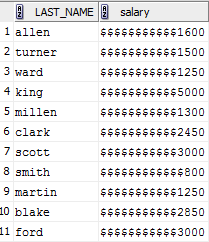 LAST_NAME salary
1 allen $$$$$$$$$$$1600
2 turner $$$$$$$$$$$1500
3 ward $$$$$$$$$$$1250
4 king $$$$$$$$$$$5000
5 millen $$$$$$$$$$$1300
6 clark $$$$$$$$$$$2450
7 scott $$$$$$$$$$$3000
8 smith $$$$$$$$$$$$800
9 martin $$$$$$$$$$$1250
10 blake $$$$$$$$$$$2850
11 ford $$$$$$$$$$$3000